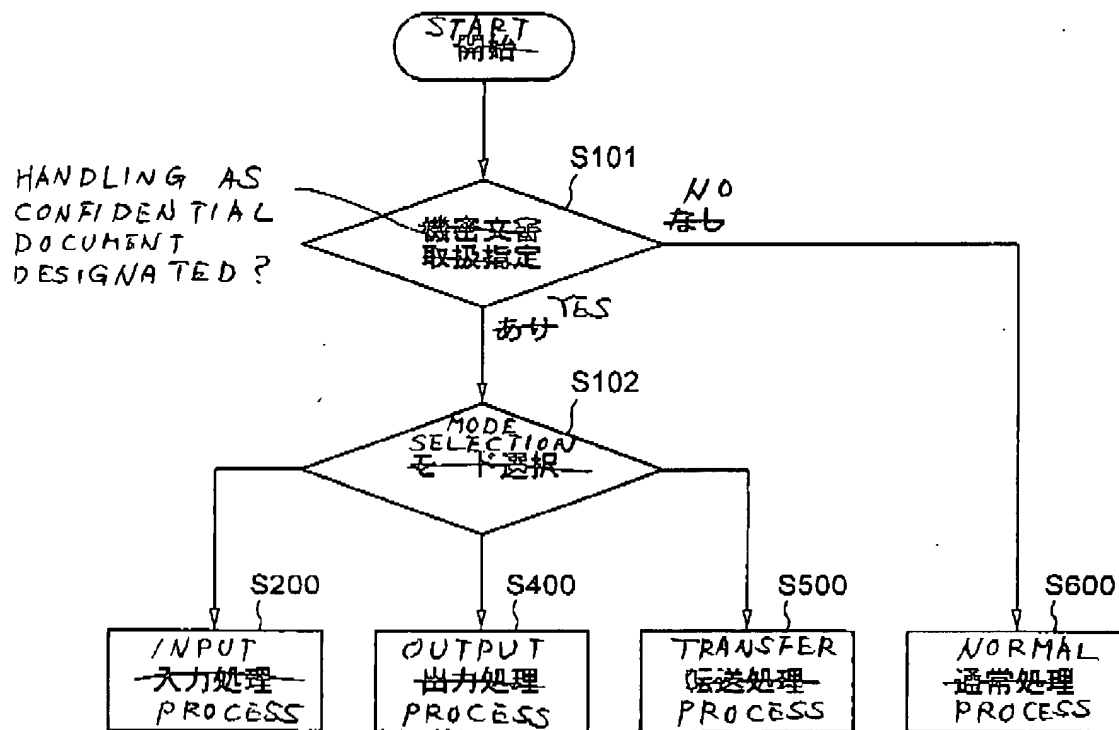 START
開始
S101
HANDLING AS
CONFIDENTIAL
DOCUMENT
DESIGNATED?
機密文書
取扱指定
NO
なし
YES
あり
S102
MODE
SELECTION
モード選択
S200
INPUT
入力処理
PROCESS
S400
OUTPUT
出力処理
PROCESS
S500
TRANSFER
転送処理
PROCESS
S600
NORMAL
通常処理
PROCESS